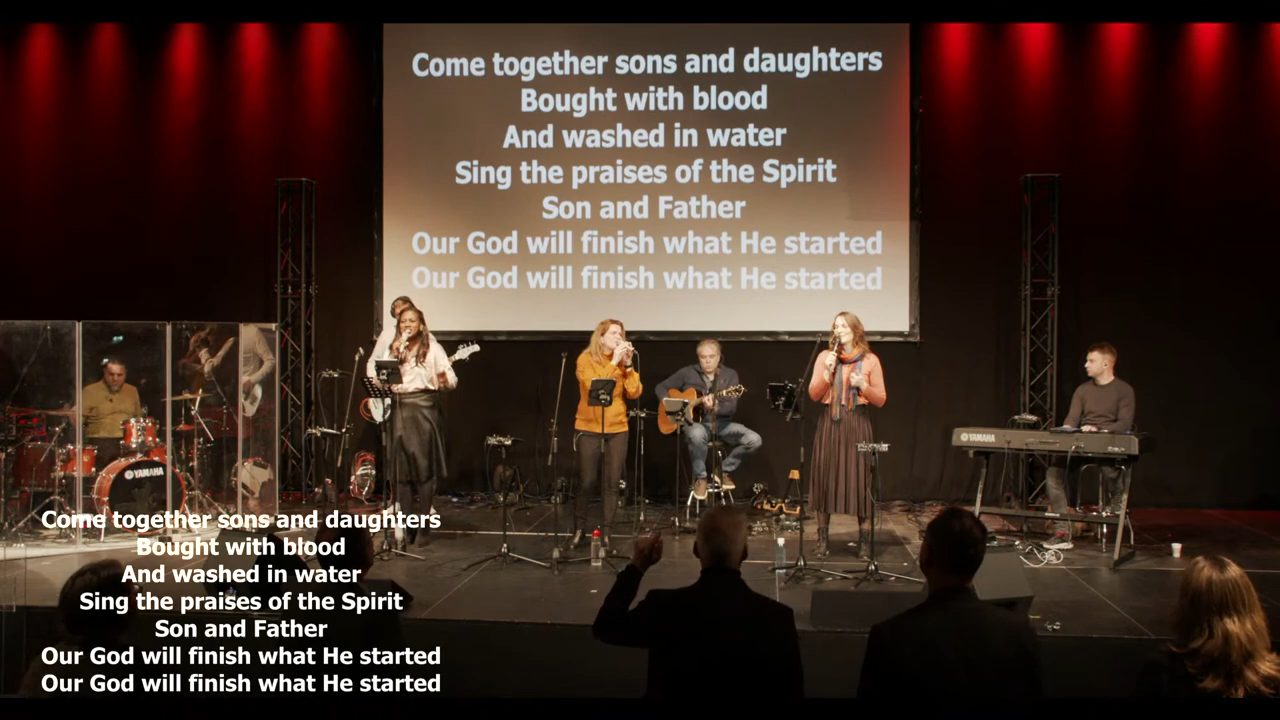 Come together sons and daughters
Bought with blood
And washed in water
Sing the praises of the Spirit
Son and Father
Our God will finish what He started
Our God will finish what He started
YAMAHA
YAMAHA
Come together sons and daughters
Bought with blood
And washed in water
Sing the praises of the Spirit
Son and Father
Our God will finish what He started
Our God will finish what He started